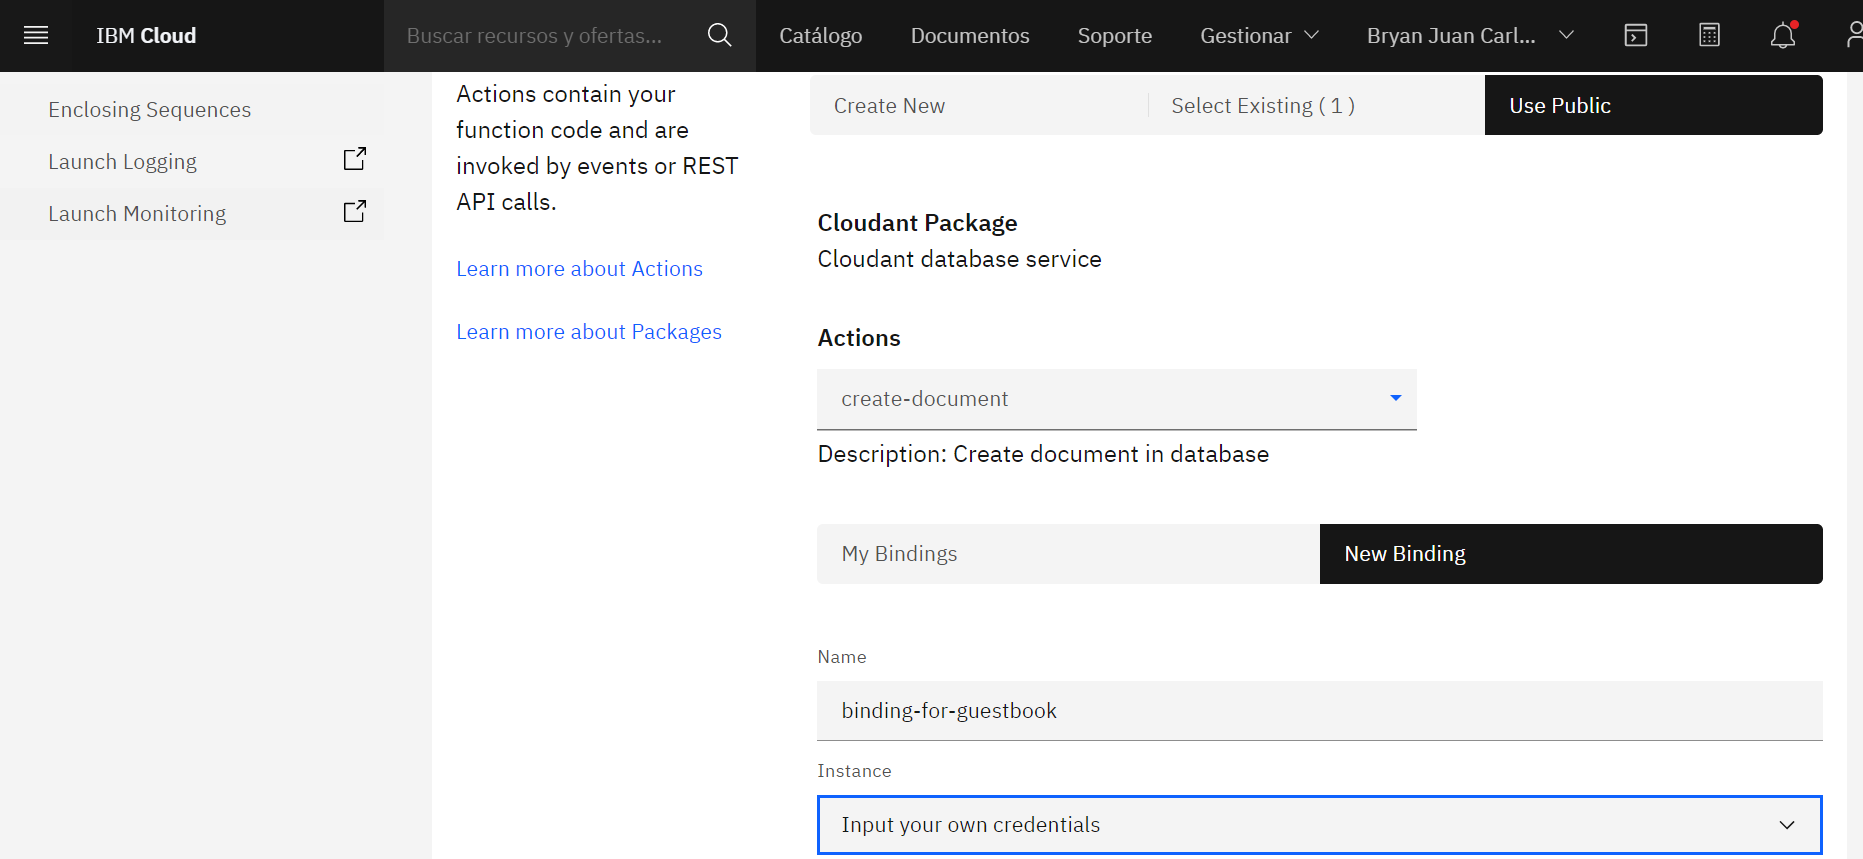 IBM Cloud
Buscar recursos y ofertas...
Catálogo
Documentos
Soporte
Gestionar
Bryan Juan Carl...
Enclosing Sequences
Launch Logging
Launch Monitoring
Actions contain your
function code and are
invoked by events or REST
API calls.
Learn more about Actions
Learn more about Packages
Create New
Select Existing ( 1 )
Use Public
Cloudant Package
Cloudant database service
Actions
create-document
Description: Create document in database
My Bindings
New Binding
Name
binding-for-guestbook
Instance
Input your own credentials